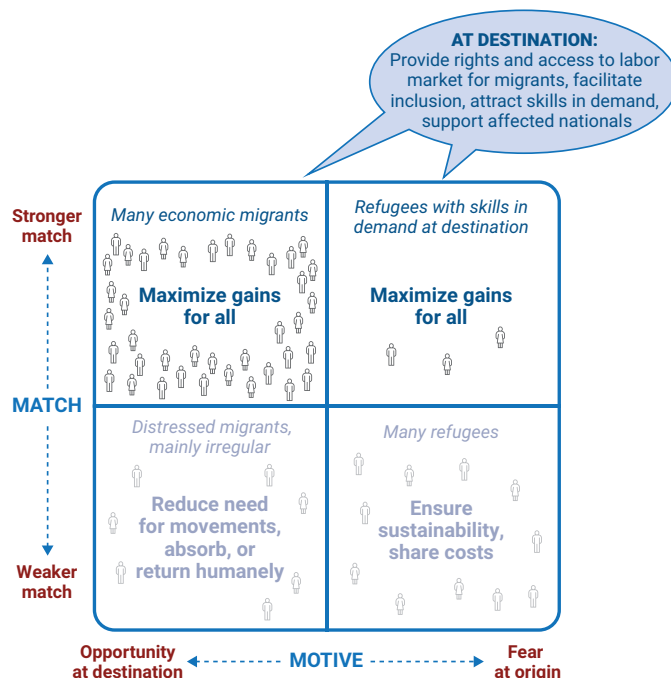 AT DESTINATION:
Provide rights and access to labor
market for migrants, facilitate
inclusion, attract skills in demand,
support affected nationals
Stronger
match
MATCH
Weaker
match
Many economic migrants
Maximize gains
for all
Refugees with skills in
demand at destination
Maximize gains
for all
Distressed migrants,
mainly irregular
Reduce need
for movements,
absorb, or
return humanely
Many refugees
Ensure
sustainability,
share costs
Opportunity
at destination
MOTIVE
Fear
at origin